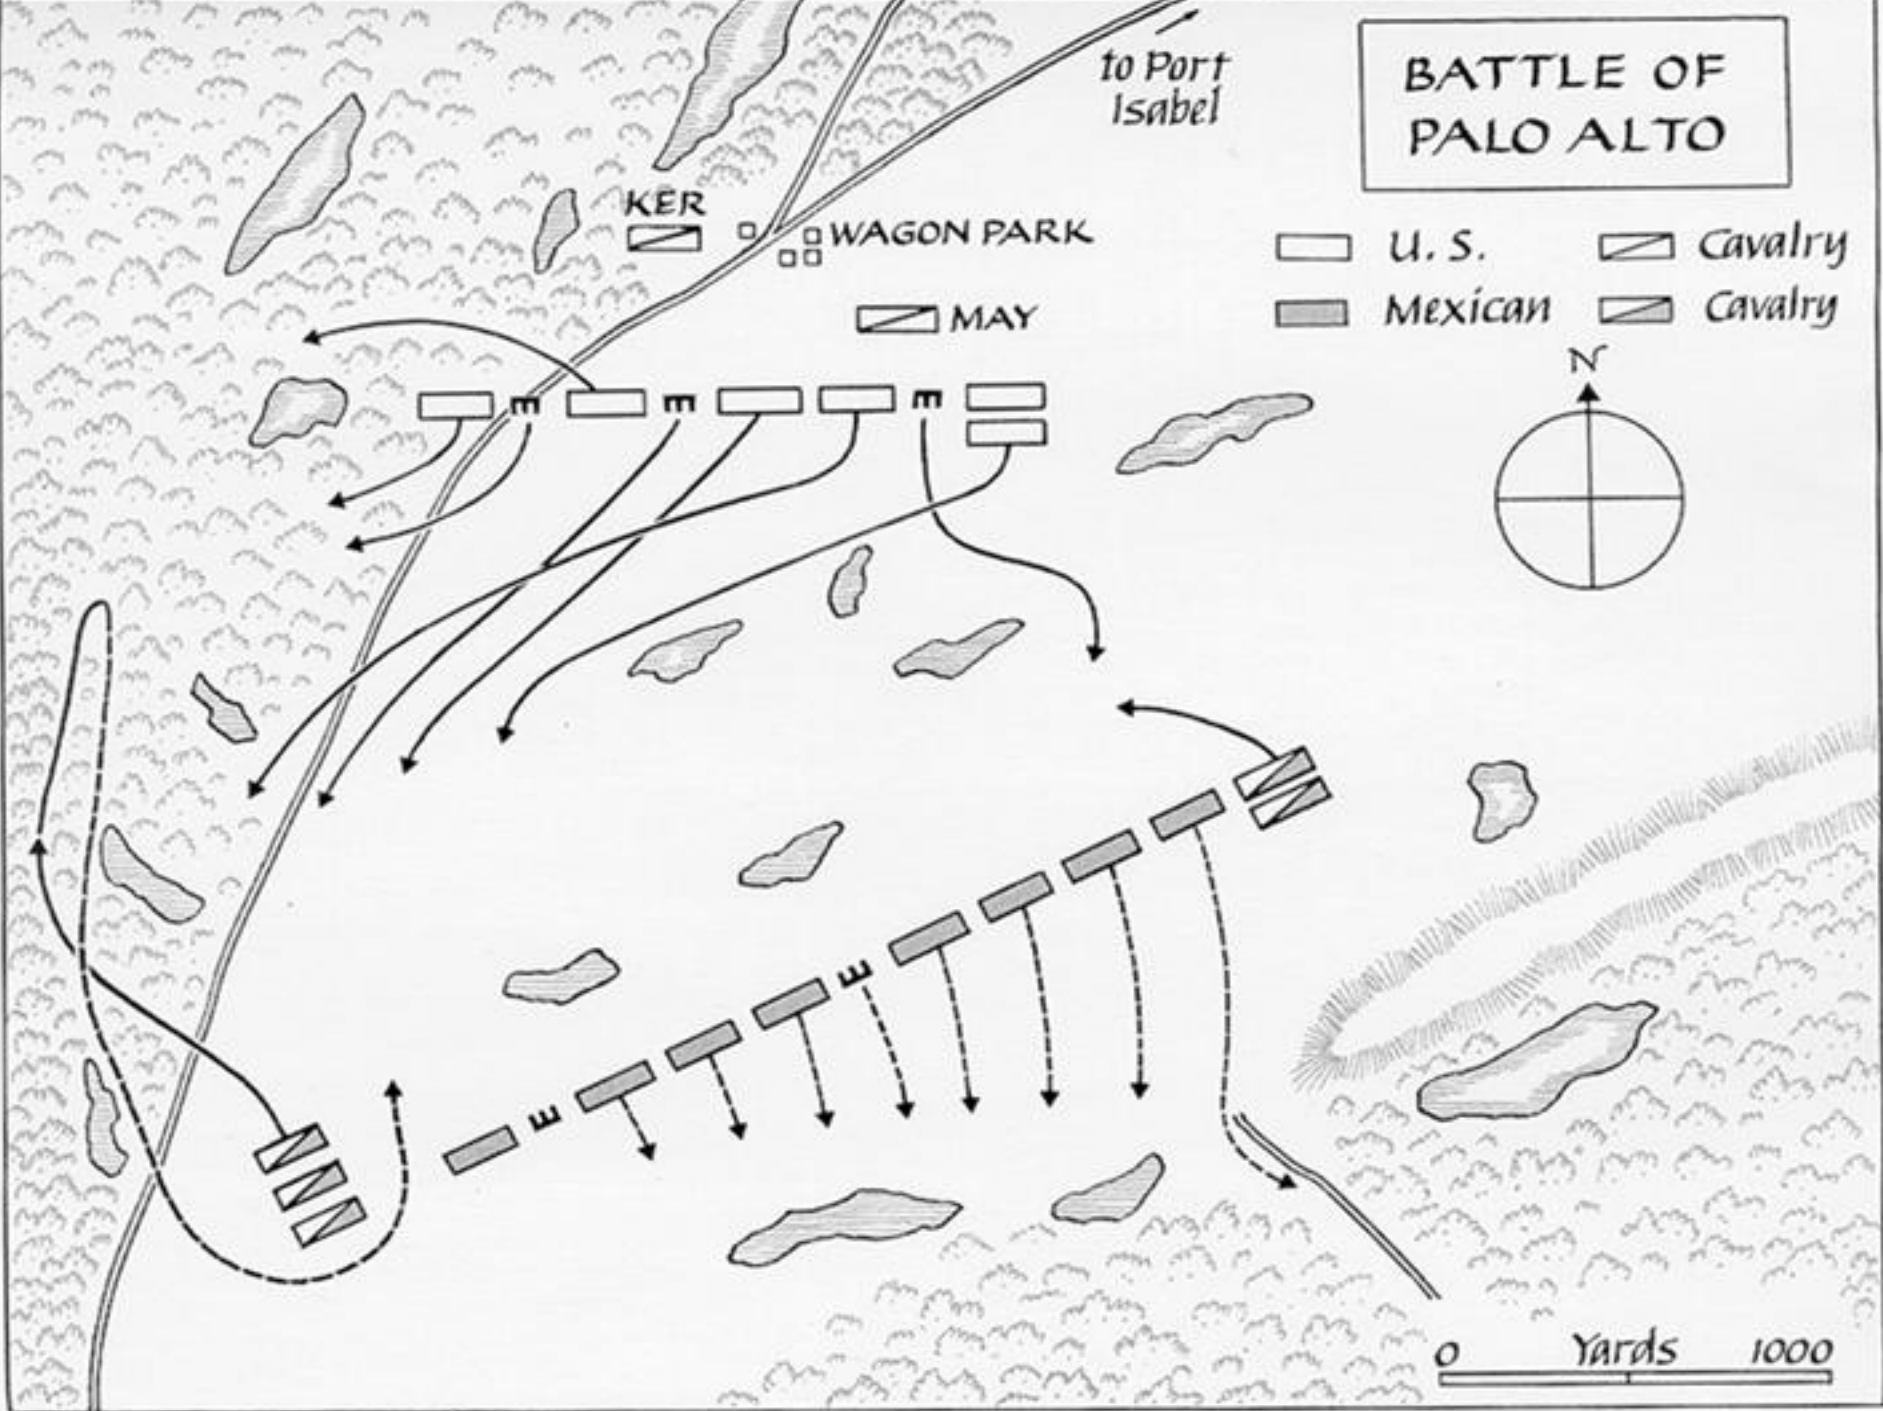 to Port
Isabel
BATTLE OF
PALO ALTO
KER
WAGON PARK
U.S.
Cavalry
MAY
Mexican
Cavalry
N
E
E
E
E
E
0 Yards 1000